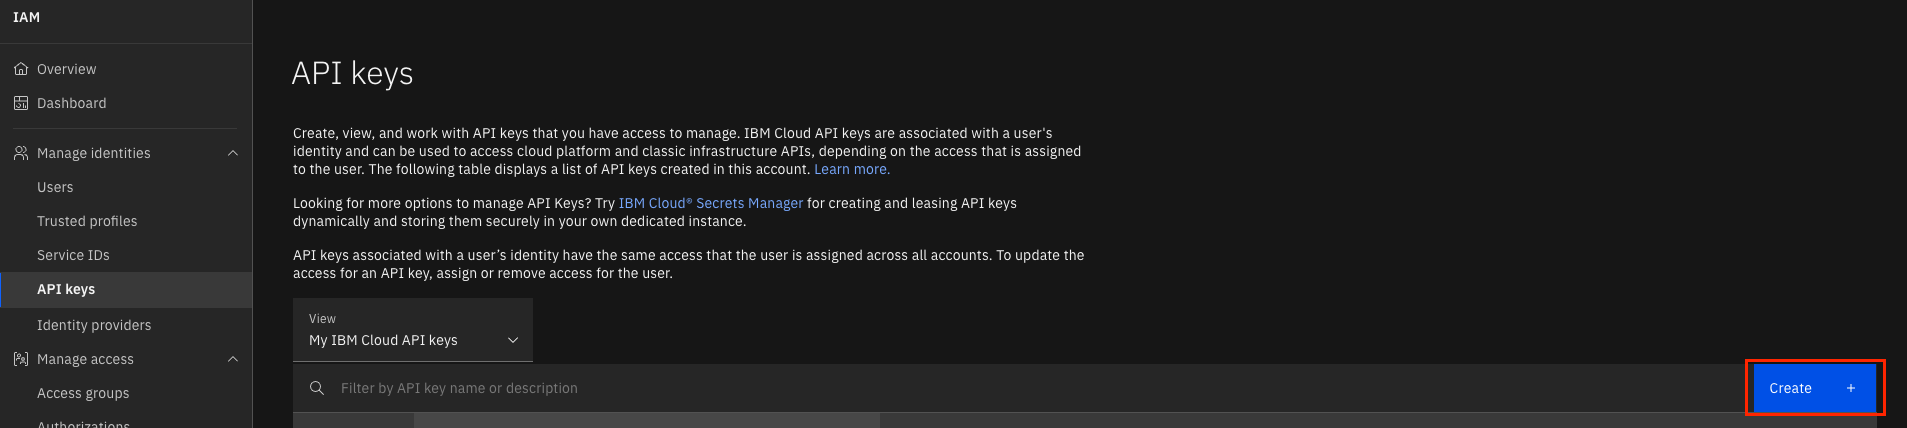 IAM
Overview
Dashboard
Manage identities
Users
Trusted profiles
Service IDs
API keys
Identity providers
Manage access
Access groups
Authorizations
API keys
Create, view, and work with API keys that you have access to manage. IBM Cloud API keys are associated with a user's
identity and can be used to access cloud platform and classic infrastructure APIs, depending on the access that is assigned
to the user. The following table displays a list of API keys created in this account. Learn more.
Looking for more options to manage API Keys? Try IBM Cloud® Secrets Manager for creating and leasing API keys
dynamically and storing them securely in your own dedicated instance.
API keys associated with a user’s identity have the same access that the user is assigned across all accounts. To update the
access for an API key, assign or remove access for the user.
View
My IBM Cloud API keys
Filter by API key name or description
Create +